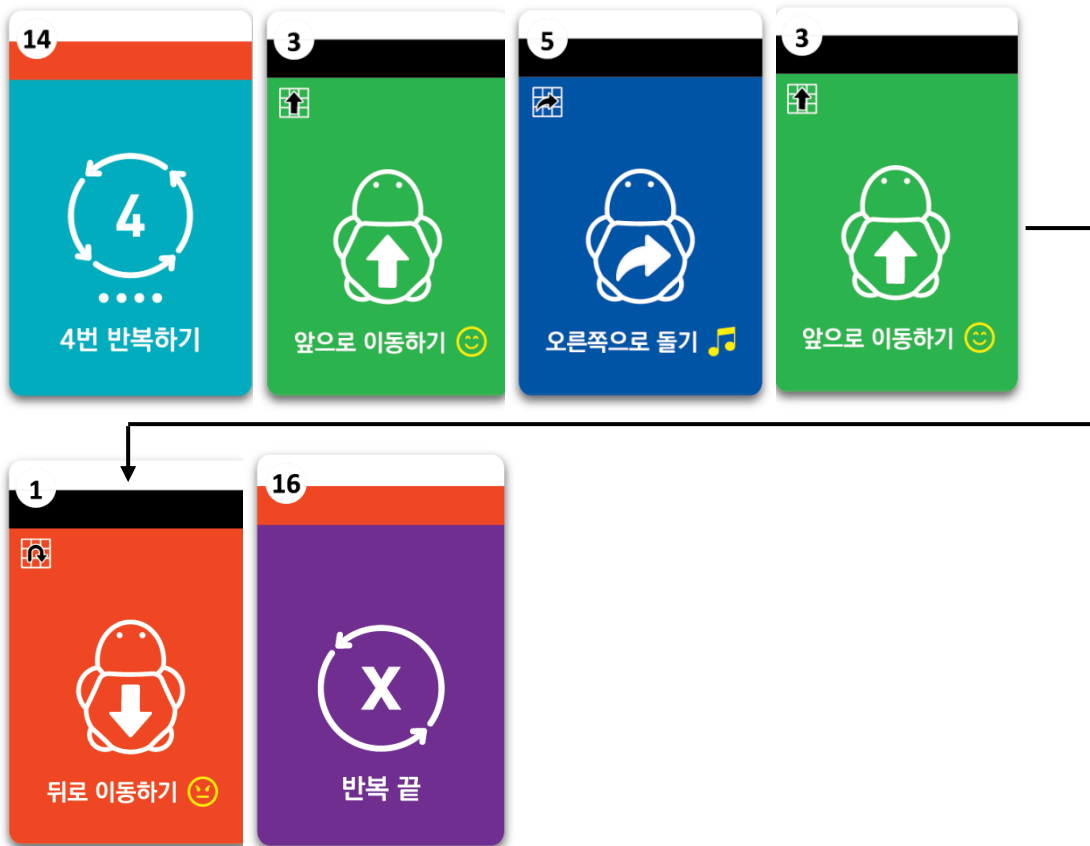 14
4
4번 반복하기
3
앞으로 이동하기
5
오른쪽으로 돌기
3
앞으로 이동하기
1
뒤로 이동하기
16
X
반복 끝